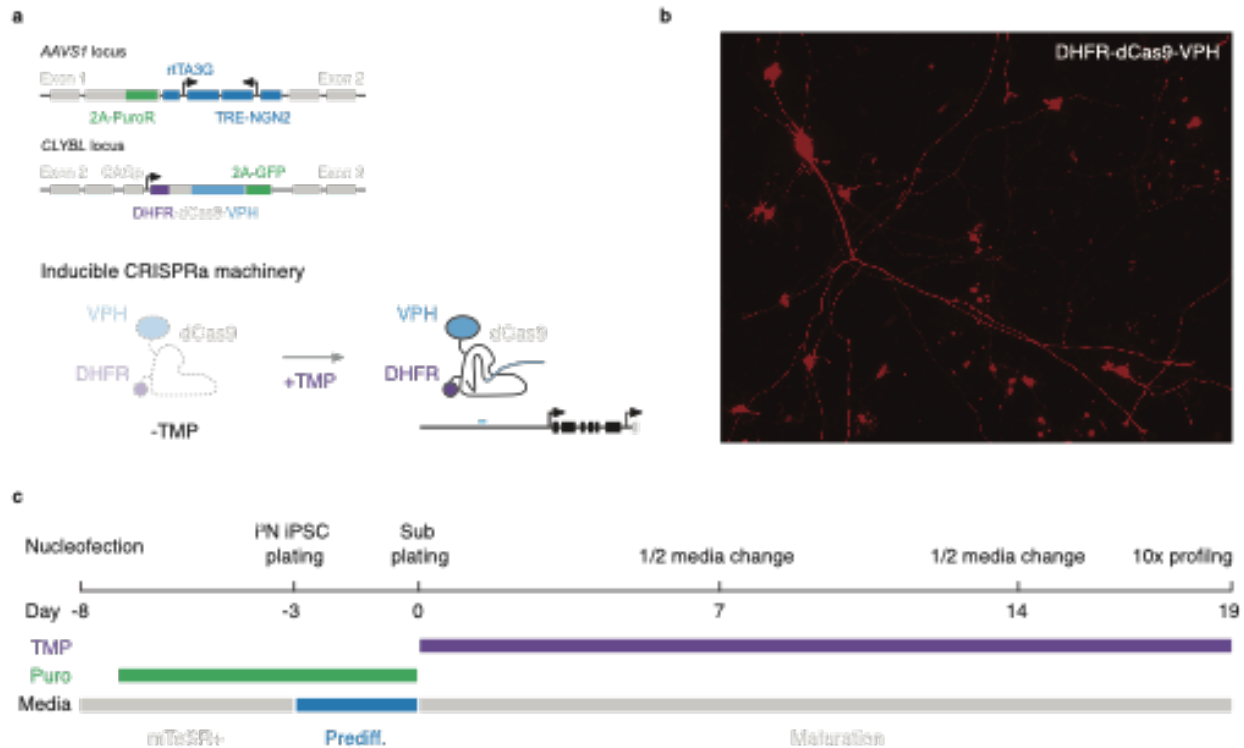 a
AAVS1 locus
Exon 1
rtTA3G
Exon 2
2A-PuroR
TRE-NGN2
CLYBL locus
Exon 2
CAGp
2A-GFP
Exon 3
DHFR-dCas9-VPH
Inducible CRISPRa machinery
VPH
dCas9
DHFR
-TMP
+TMP
VPH
dCas9
DHFR
b
DHFR-dCas9-VPH
c
Nucleofection
i³N iPSC
plating
Sub
plating
1/2 media change
1/2 media change
10x profiling
Day -8 -3 0 7 14 19
TMP
Puro
Media
mTeSR+
Prediff.
Maturation